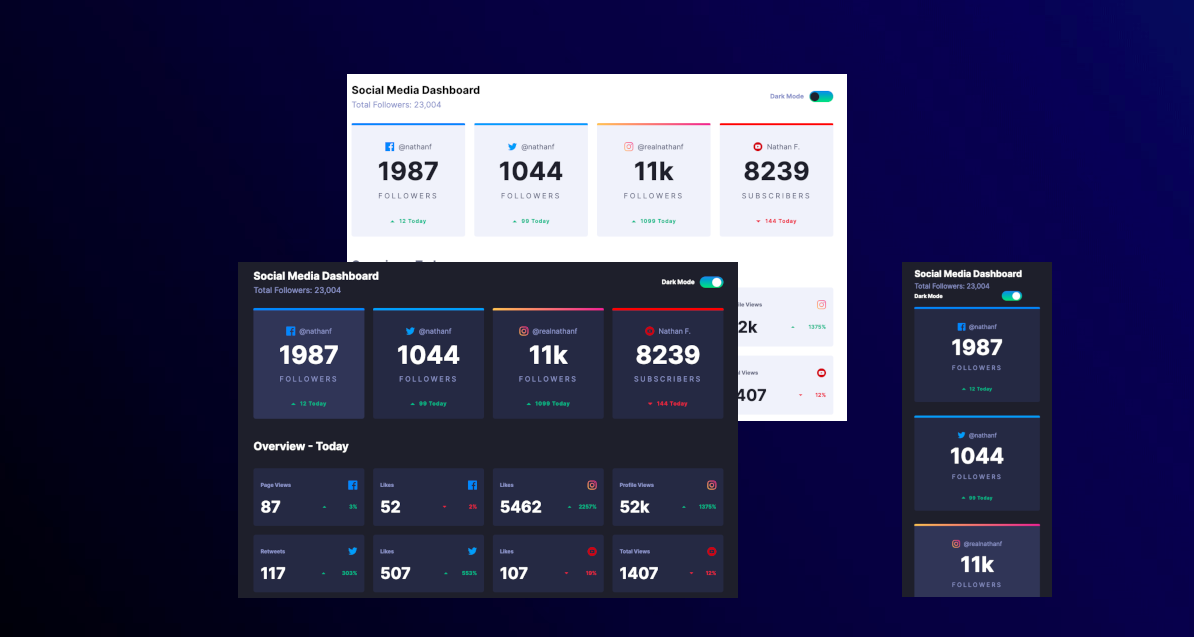 Social Media Dashboard
Total Followers: 23,004
Dark Mode
@nathanf
@nathanf
@realnathanf
Nathan F.
1987
1044
11k
8239
FOLLOWERS
FOLLOWERS
FOLLOWERS
SUBSCRIBERS
12 Today
99 Today
1099 Today
144 Today
Views
2k
1375%
Views
407
12%
Social Media Dashboard
Total Followers: 23,004
Dark Mode
@nathanf
@nathanf
@realnathanf
Nathan F.
1987
1044
11k
8239
FOLLOWERS
FOLLOWERS
FOLLOWERS
SUBSCRIBERS
12 Today
99 Today
1099 Today
144 Today
Overview - Today
Page Views
Likes
Likes
Profile Views
87
3%
52
2%
5462
2257%
52k
1375%
Retweets
Likes
Likes
Total Views
117
303%
507
553%
107
19%
1407
12%
Social Media Dashboard
Total Followers: 23,004
Dark Mode
@nathanf
1987
FOLLOWERS
12 Today
@nathanf
1044
FOLLOWERS
99 Today
@realnathanf
11k
FOLLOWERS